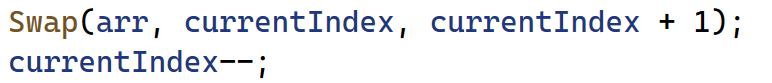 Swap(arr, currentIndex, currentIndex + 1);
currentIndex--;